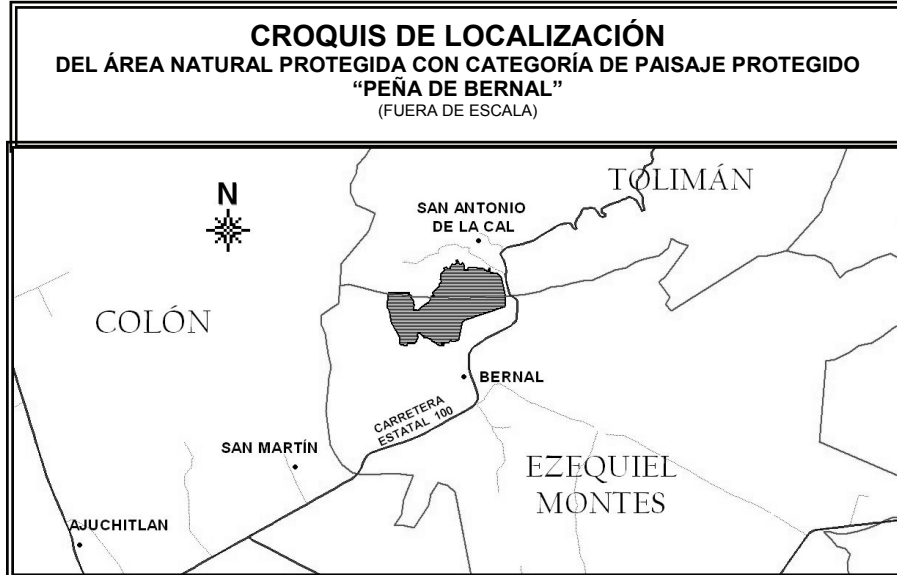 CROQUIS DE LOCALIZACIÓN
DEL ÁREA NATURAL PROTEGIDA CON CATEGORÍA DE PAISAJE PROTEGIDO
“PEÑA DE BERNAL”
(FUERA DE ESCALA)
TOLIMÁN
N
SAN ANTONIO
DE LA CAL
COLÓN
BERNAL
CARRETERA
ESTATAL 100
SAN MARTÍN
EZEQUIEL
MONTES
AJUCHITLAN